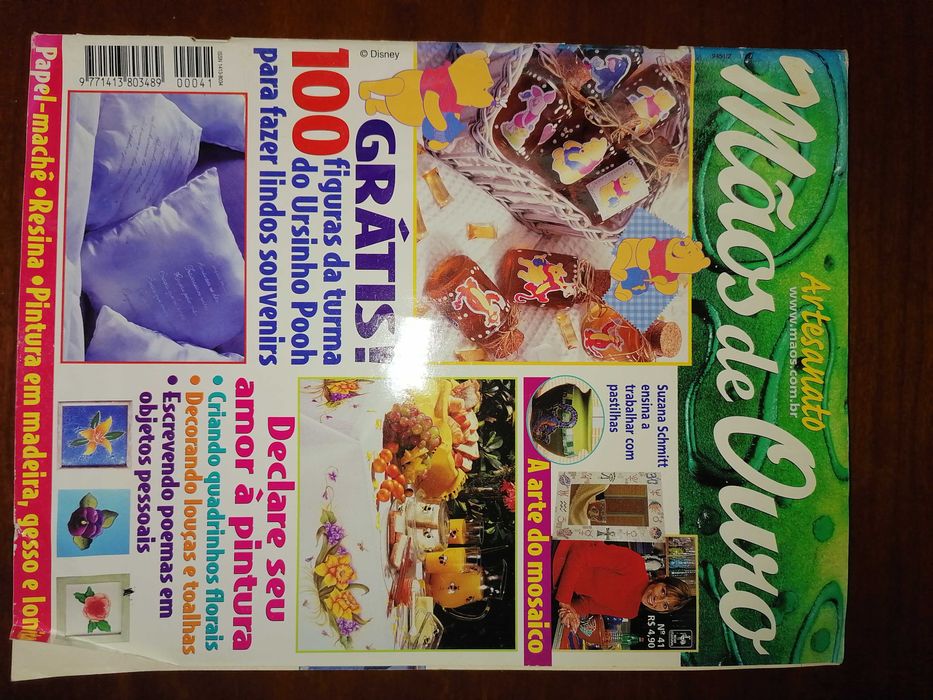 Artesanato
www.maos.com.br
Mãos de Ouro
Nº 41
R$ 4,90
© Disney
Suzana Schmitt
ensina a
trabalhar com
pastilhas
A arte do mosaico
GRÁTIS!
100
figuras da turma
do Ursinho Pooh
para fazer lindos souvenirs
Declare seu
amor à pintura
• Criando quadrinhos florais
• Decorando louças e toalhas
• Escrevendo poemas em
objetos pessoais
ISSN 1413-8034
9 771413 803489
00041
Papel-machê • Resina • Pintura em madeira, gesso e